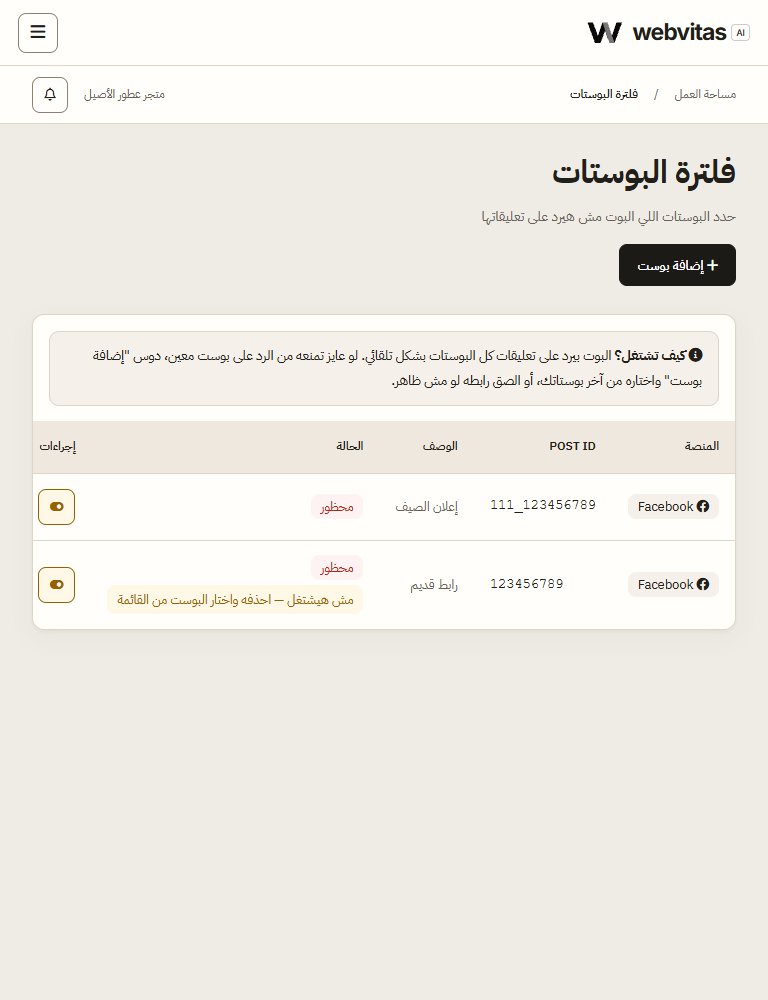 webvitas AI
مساحة العمل / فلترة البوستات
متجر عطور الأصيل
فلترة البوستات
حدد البوستات اللي البوت مش هيرد على تعليقاتها
+ إضافة بوست
كيف تشتغل؟ البوت بيرد على تعليقات كل البوستات بشكل تلقائي. لو عايز تمنعه من الرد على بوست معين، دوس "إضافة
بوست" واختاره من آخر بوستاتك، أو الصق رابطه لو مش ظاهر.
المنصة POST ID الوصف الحالة إجراءات
Facebook 111_123456789 إعلان الصيف محظور
Facebook 123456789 رابط قديم محظور
مش هيشتغل — احذفه واختار البوست من القائمة